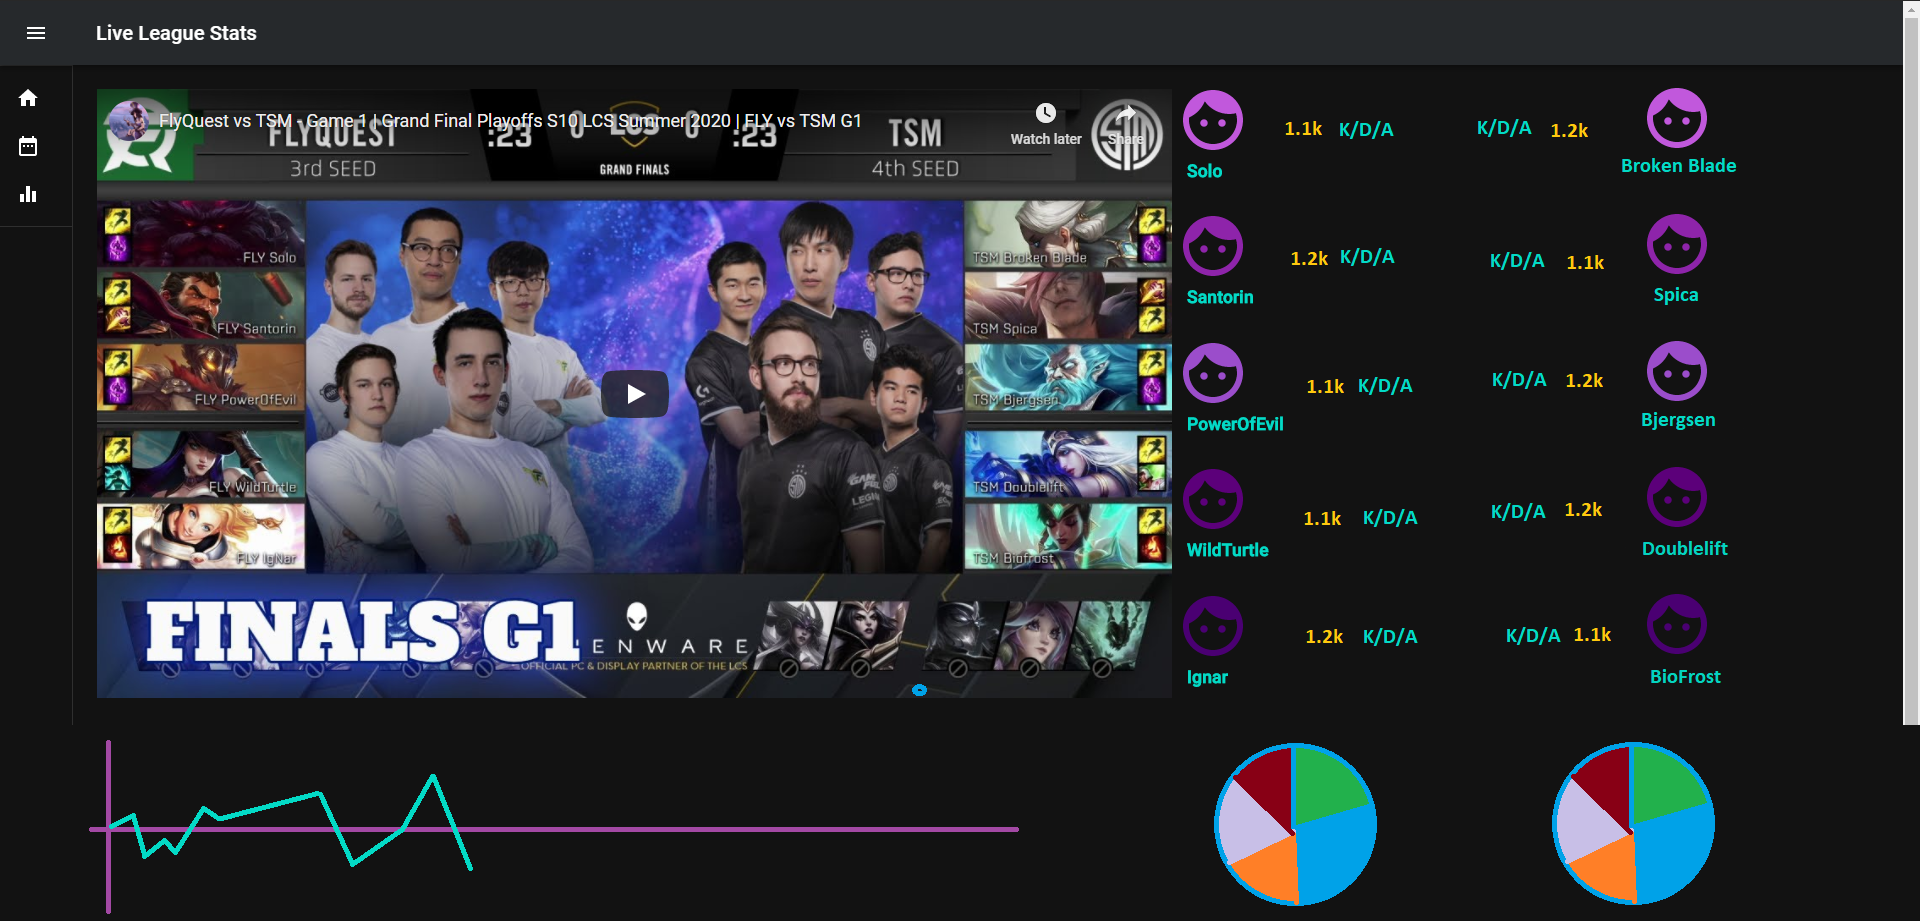 Live League Stats
FlyQuest vs TSM - Game 1 | Grand Final Playoffs S10 LCS Summer 2020 | FLY vs TSM G1
Watch later
Share
FLYQUEST
3rd SEED
:23
0
LCS
0
:23
GRAND FINALS
TSM
4th SEED
TSM
FLY Solo
FLY Santorin
FLY PowerOfEvil
FLY WildTurtle
FLY IgNar
TSM Broken Blade
TSM Spica
TSM Bjergsen
TSM Doublelift
TSM Biofrost
FINALS G1
ENWARE
OFFICIAL PC & DISPLAY PARTNER OF THE LCS
Solo
1.1k K/D/A
K/D/A 1.2k
Broken Blade
Santorin
1.2k K/D/A
K/D/A 1.1k
Spica
PowerOfEvil
1.1k K/D/A
K/D/A 1.2k
Bjergsen
WildTurtle
1.1k K/D/A
K/D/A 1.2k
Doublelift
Ignar
1.2k K/D/A
K/D/A 1.1k
BioFrost